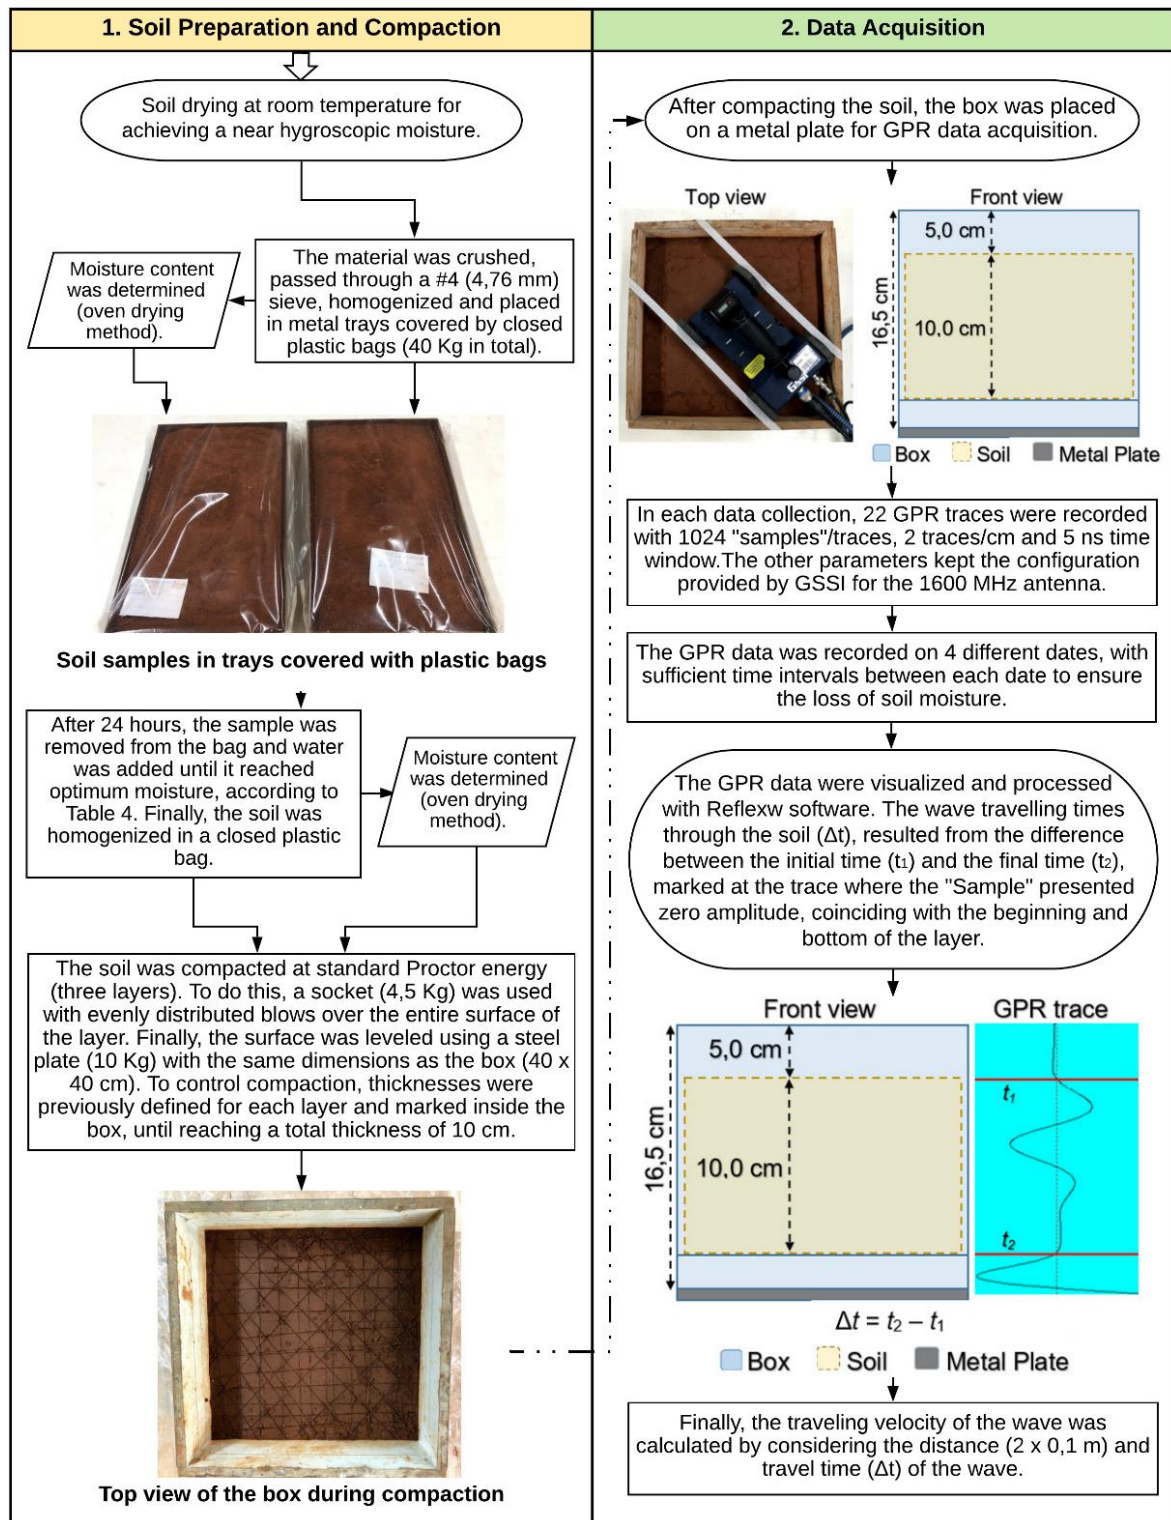 1. Soil Preparation and Compaction
Soil drying at room temperature for
achieving a near hygroscopic moisture.
Moisture content
was determined
(oven drying
method).
The material was crushed,
passed through a #4 (4,76 mm)
sieve, homogenized and placed
in metal trays covered by closed
plastic bags (40 Kg in total).
Soil samples in trays covered with plastic bags
After 24 hours, the sample was
removed from the bag and water
was added until it reached
optimum moisture, according to
Table 4. Finally, the soil was
homogenized in a closed plastic
bag.
Moisture content
was determined
(oven drying
method).
The soil was compacted at standard Proctor energy
(three layers). To do this, a socket (4,5 Kg) was used
with evenly distributed blows over the entire surface of
the layer. Finally, the surface was leveled using a steel
plate (10 Kg) with the same dimensions as the box (40 x
40 cm). To control compaction, thicknesses were
previously defined for each layer and marked inside the
box, until reaching a total thickness of 10 cm.
Top view of the box during compaction
2. Data Acquisition
After compacting the soil, the box was placed
on a metal plate for GPR data acquisition.
Top view
GSSI
Front view
5,0 cm
16,5 cm
10,0 cm
Box
Soil
Metal Plate
In each data collection, 22 GPR traces were recorded
with 1024 "samples"/traces, 2 traces/cm and 5 ns time
window.The other parameters kept the configuration
provided by GSSI for the 1600 MHz antenna.
The GPR data was recorded on 4 different dates, with
sufficient time intervals between each date to ensure
the loss of soil moisture.
The GPR data were visualized and processed
with Reflexw software. The wave travelling times
through the soil (Δt), resulted from the difference
between the initial time (t₁) and the final time (t₂),
marked at the trace where the "Sample" presented
zero amplitude, coinciding with the beginning and
bottom of the layer.
Front view
GPR trace
5,0 cm
t₁
16,5 cm
10,0 cm
t₂
Δt = t₂ – t₁
Box
Soil
Metal Plate
Finally, the traveling velocity of the wave was
calculated by considering the distance (2 x 0,1 m) and
travel time (Δt) of the wave.